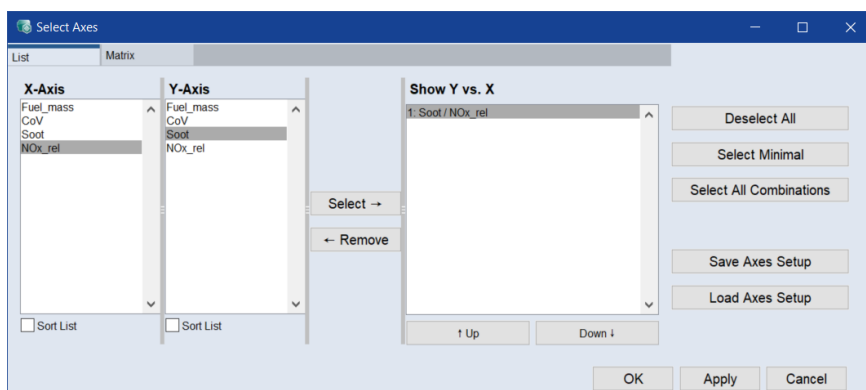 Select Axes
List
Matrix
X-Axis
Fuel_mass
CoV
Soot
NOx_rel
Sort List
Y-Axis
Fuel_mass
CoV
Soot
NOx_rel
Sort List
Select →
← Remove
Show Y vs. X
1: Soot / NOx_rel
↑ Up
Down ↓
Deselect All
Select Minimal
Select All Combinations
Save Axes Setup
Load Axes Setup
OK
Apply
Cancel